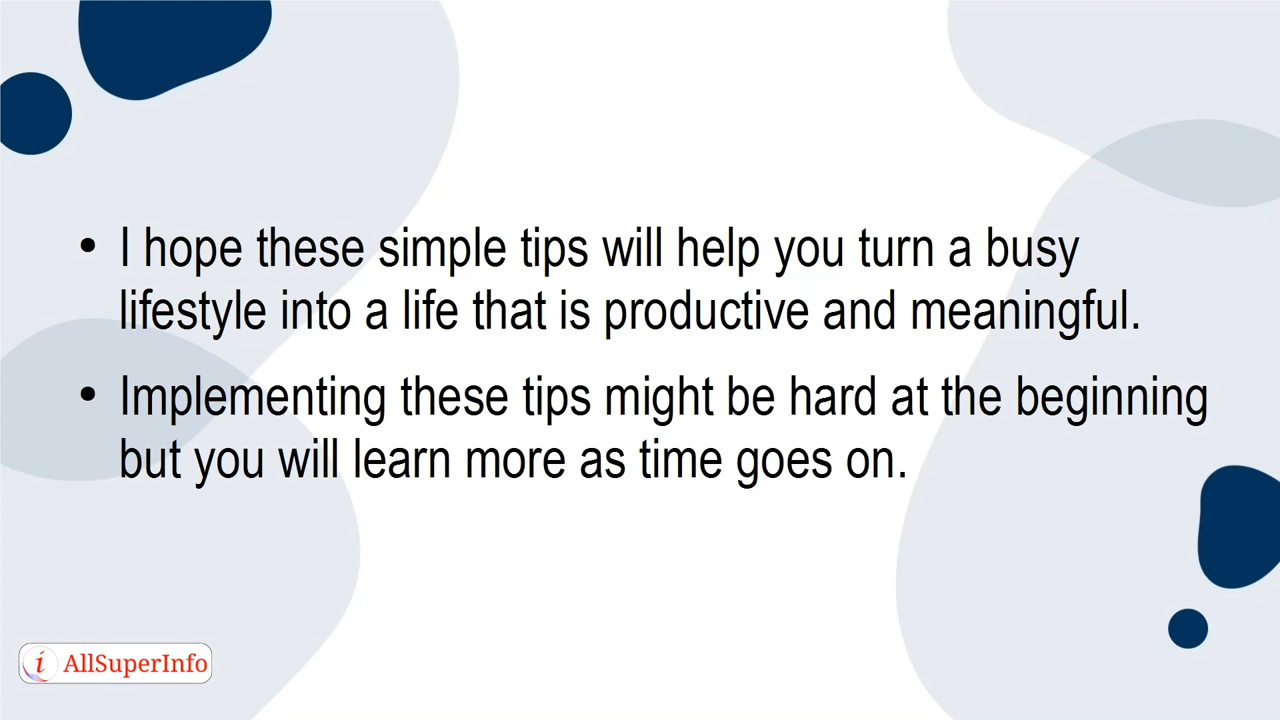 • I hope these simple tips will help you turn a busy
lifestyle into a life that is productive and meaningful.
• Implementing these tips might be hard at the beginning
but you will learn more as time goes on.
i AllSuperInfo